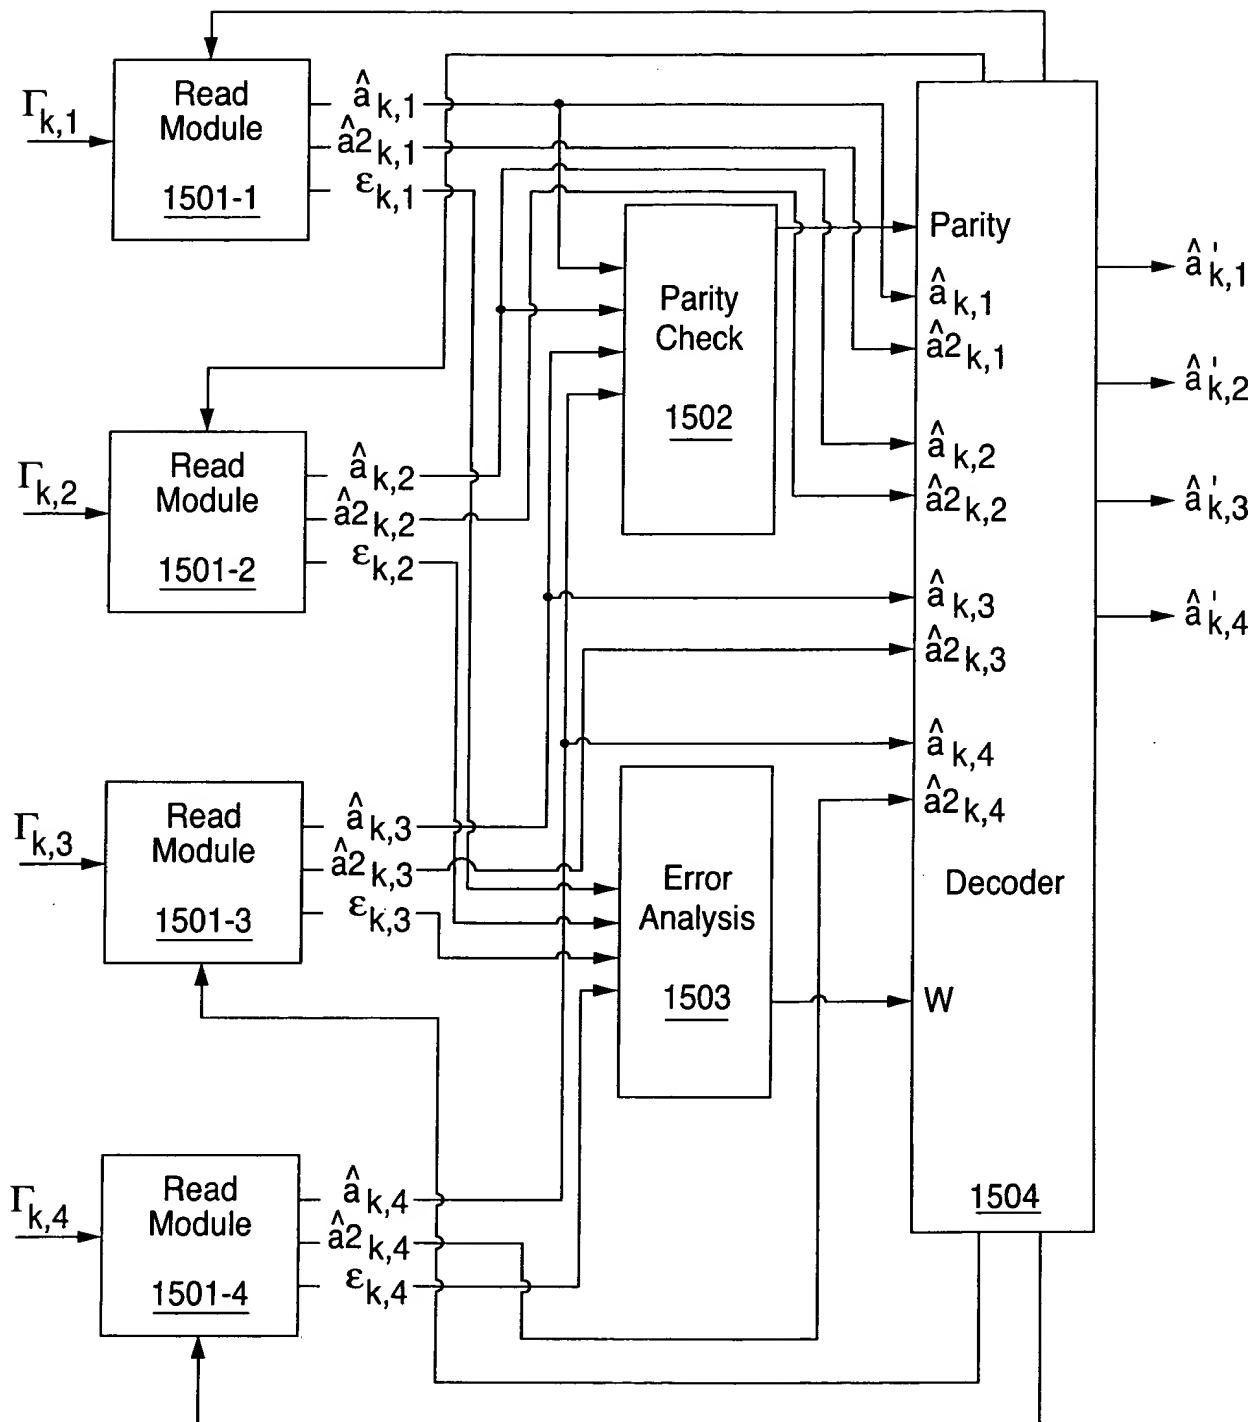 Γk,1
Read
Module
1501-1
âk,1
â2k,1
εk,1
Γk,2
Read
Module
1501-2
âk,2
â2k,2
εk,2
Γk,3
Read
Module
1501-3
âk,3
â2k,3
εk,3
Γk,4
Read
Module
1501-4
âk,4
â2k,4
εk,4
Parity
Check
1502
Error
Analysis
1503
Parity
âk,1
â2k,1
âk,2
â2k,2
âk,3
â2k,3
âk,4
â2k,4
Decoder
W
1504
â'k,1
â'k,2
â'k,3
â'k,4